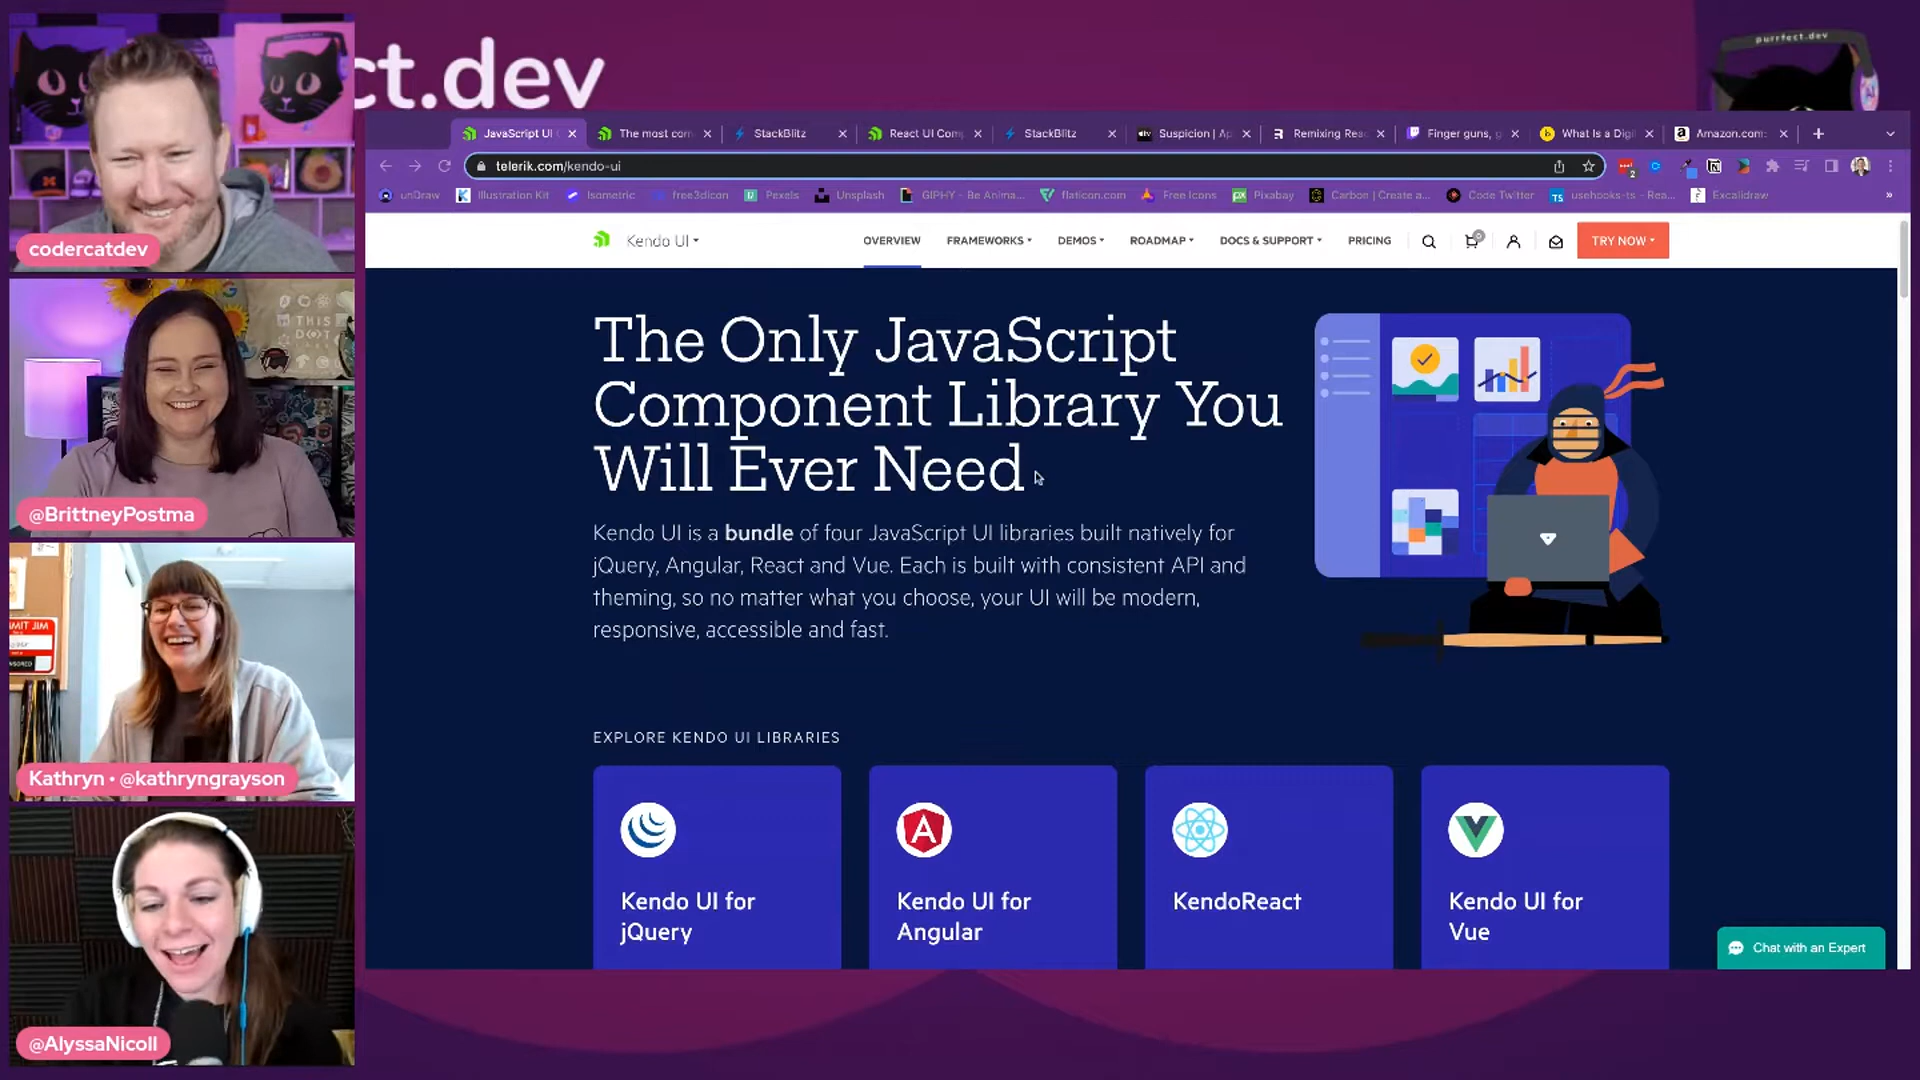 ct.dev
purrfect.dev
codercatdev
THIS
DOT
@BrittneyPostma
Kathryn • @kathryngrayson
@AlyssaNicoll
JavaScript UI
The most com
StackBlitz
React UI Comp
StackBlitz
Suspicion | Ap
Remixing Rea
Finger guns, g
What Is a Digi
Amazon.com:
telerik.com/kendo-ui
unDraw
Illustration Kit
Isometric
free3dicon
Pexels
Unsplash
GIPHY - Be Anima...
flaticon.com
Free Icons
Pixabay
Carbon | Create a...
Code Twitter
usehooks-ts - Rea...
Excalidraw
Kendo UI
OVERVIEW
FRAMEWORKS
DEMOS
ROADMAP
DOCS & SUPPORT
PRICING
0
TRY NOW
The Only JavaScript
Component Library You
Will Ever Need
Kendo UI is a bundle of four JavaScript UI libraries built natively for
jQuery, Angular, React and Vue. Each is built with consistent API and
theming, so no matter what you choose, your UI will be modern,
responsive, accessible and fast.
EXPLORE KENDO UI LIBRARIES
Kendo UI for
jQuery
Kendo UI for
Angular
KendoReact
Kendo UI for
Vue
Chat with an Expert